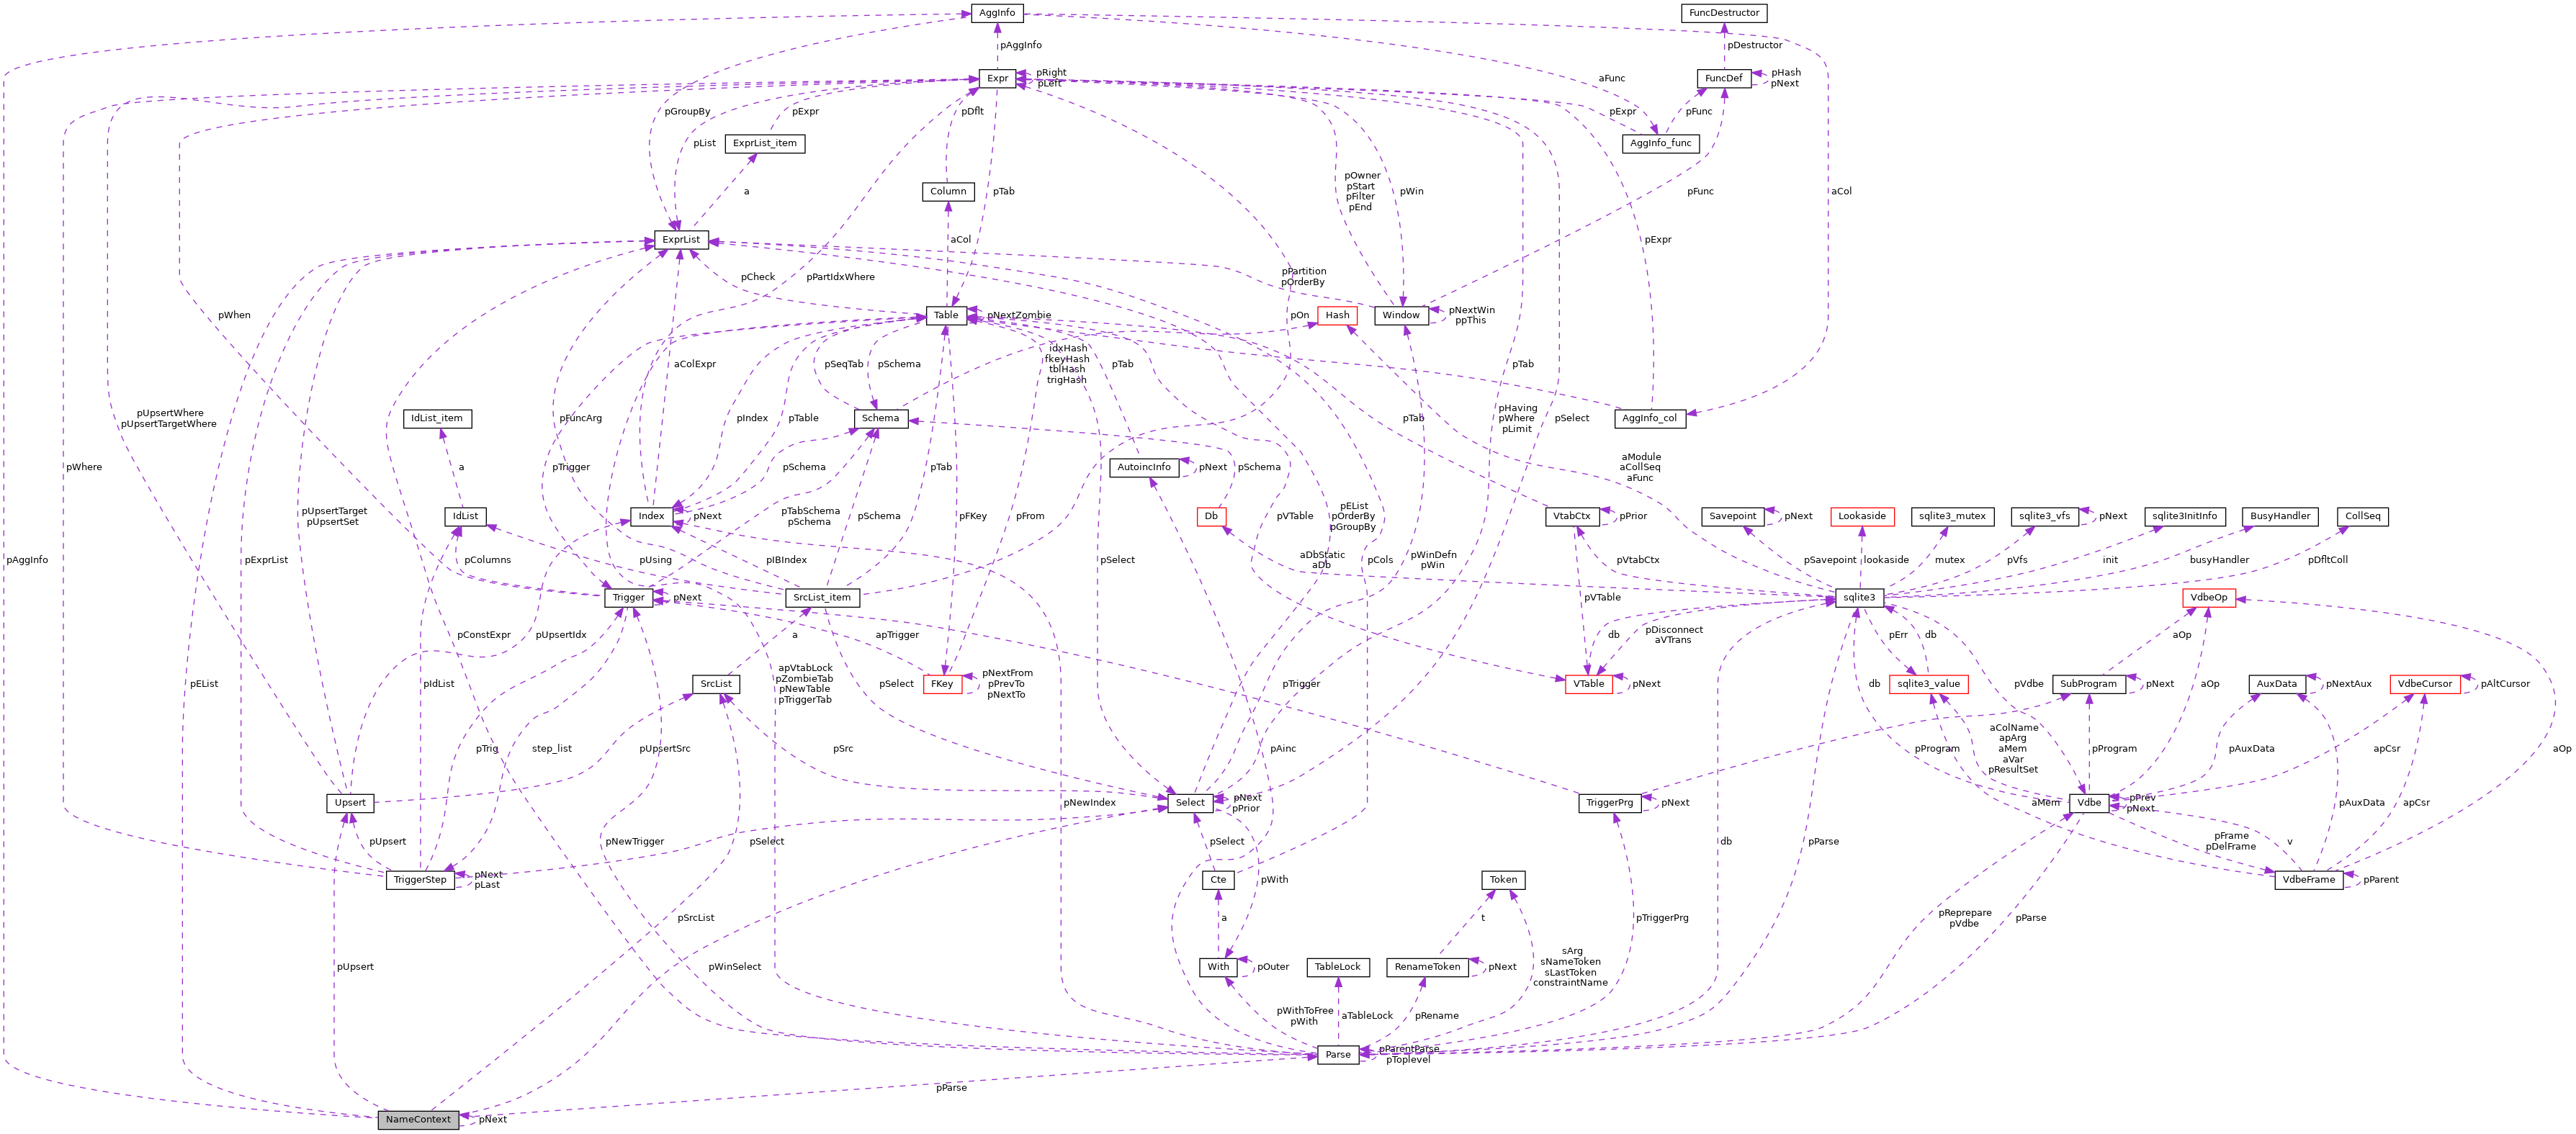 AggInfo
FuncDestructor
pAggInfo
pDestructor
Expr
pRight
pLeft
aFunc
FuncDef
pHash
pNext
pGroupBy
pExpr
pDflt
pExpr
pFunc
pList
ExprList_item
AggInfo_func
pOwner
pStart
pFilter
pEnd
a
Column
pTab
pWin
pFunc
aCol
ExprList
aCol
pExpr
pCheck
pPartIdxWhere
pPartition
pOrderBy
pWhen
Table
pNextZombie
pOn
Hash
Window
pNextWin
ppThis
idxHash
fkeyHash
tblHash
trigHash
aColExpr
pSeqTab
pSchema
pTab
pTab
IdList_item
pFuncArg
pIndex
pTable
Schema
pHaving
pWhere
pLimit
pSelect
pTab
AggInfo_col
pUpsertWhere
pUpsertTargetWhere
pWhere
a
pTrigger
pSchema
pTab
AutoincInfo
pNext
pSchema
aModule
aCollSeq
aFunc
pUpsertTarget
pUpsertSet
IdList
Index
pNext
pTabSchema
pSchema
pSchema
pFKey
pFrom
Db
pVTable
pEList
pOrderBy
pGroupBy
VtabCtx
pPrior
Savepoint
pNext
Lookaside
sqlite3_mutex
sqlite3_vfs
pNext
sqlite3InitInfo
BusyHandler
CollSeq
pAggInfo
pExprList
pColumns
pUsing
pIBIndex
pSelect
aDbStatic
aDb
pCols
pWinDefn
pWin
pVtabCtx
pSavepoint
lookaside
mutex
pVfs
init
busyHandler
pDfltColl
Trigger
pNext
SrcList_item
pVTable
sqlite3
VdbeOp
pConstExpr
pUpsertIdx
a
apTrigger
db
pDisconnect
aVTrans
pErr
db
aOp
pEList
pIdList
SrcList
apVtabLock
pZombieTab
pNewTable
pTriggerTab
pSelect
FKey
pNextFrom
pPrevTo
pNextTo
pTrigger
VTable
pNext
db
sqlite3_value
pVdbe
SubProgram
pNext
aOp
AuxData
pNextAux
VdbeCursor
pAltCursor
pTrig
step_list
pUpsertSrc
pSrc
pAinc
pProgram
aColName
apArg
aMem
aVar
pResultSet
pProgram
pAuxData
apCsr
aOp
Upsert
pNewIndex
Select
pNext
pPrior
TriggerPrg
pNext
aMem
Vdbe
pPrev
pNext
pAuxData
apCsr
pUpsert
pNewTrigger
pSelect
pSelect
db
pParse
pFrame
pDelFrame
v
TriggerStep
pNext
pLast
Cte
pWith
Token
VdbeFrame
pParent
pSrcList
a
t
pTriggerPrg
pReprepare
pVdbe
pParse
pUpsert
pWinSelect
With
pOuter
TableLock
RenameToken
pNext
sArg
sNameToken
sLastToken
constraintName
pWithToFree
pWith
aTableLock
pRename
Parse
pParentParse
pToplevel
pParse
NameContext
pNext